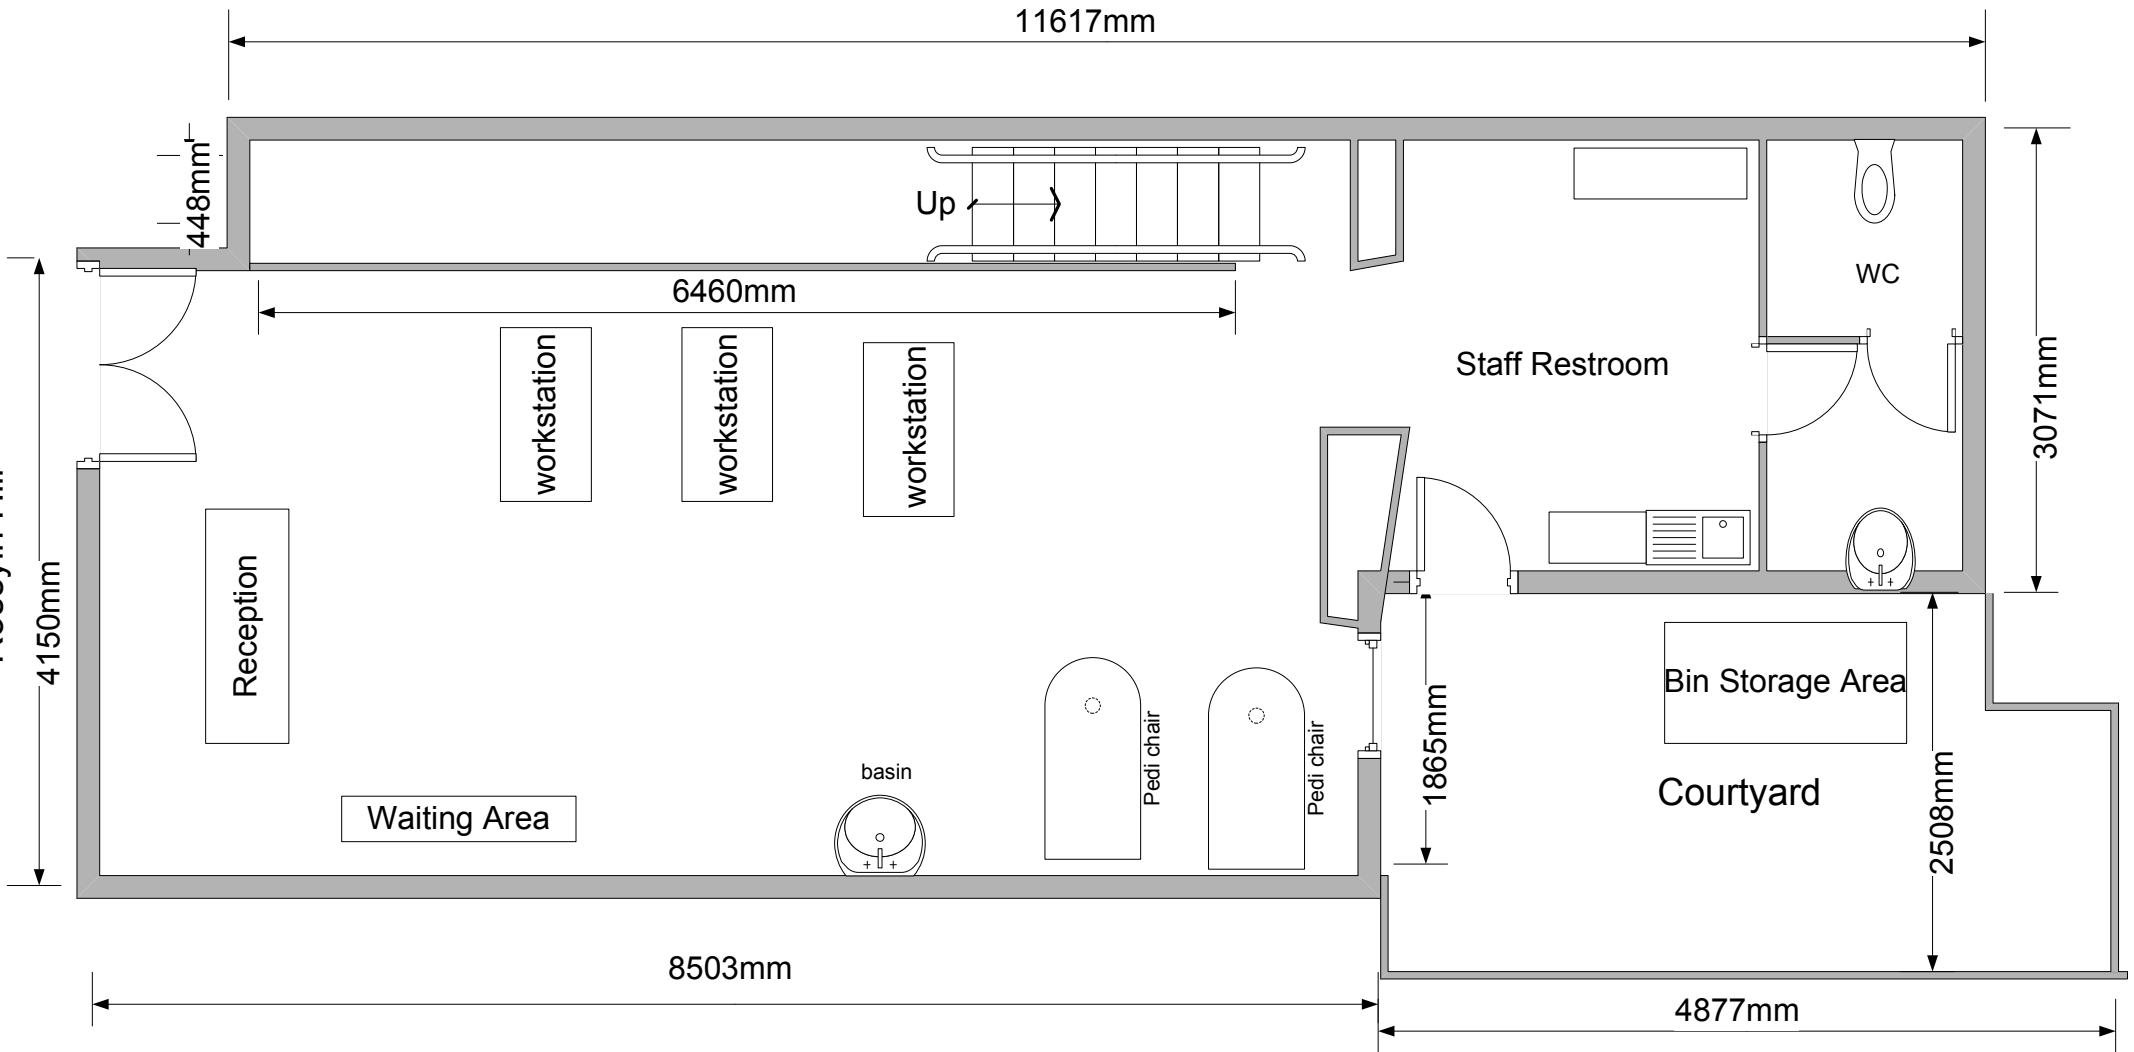 11617mm
448mm
Up
6460mm
WC
workstation
workstation
workstation
Staff Restroom
3071mm
4150mm
Reception
Bin Storage Area
Pedi chair
Pedi chair
1865mm
2508mm
basin
Courtyard
Waiting Area
8503mm
4877mm